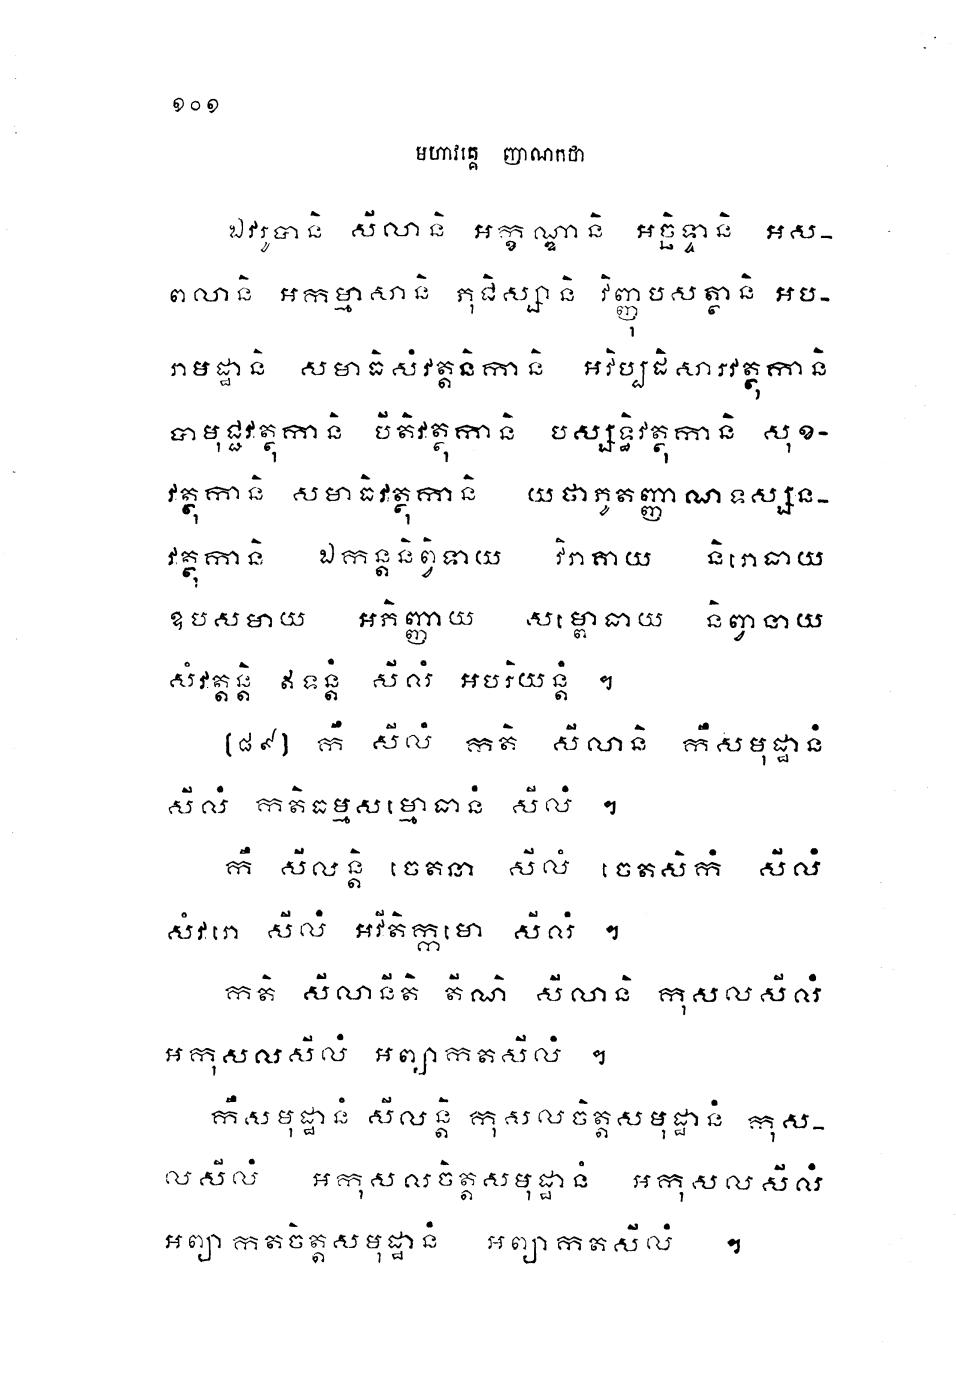 ១០១
មហាវគ្គេ ញាណកថា
ឯវរូបានិ សីលានិ អក្ខណ្ឌានិ អច្ឆិទ្ទានិ អស-
ពលានិ អកម្មាសានិ ភុជិស្សានិ វិញ្ញុបសត្ថានិ អប-
រាមដ្ឋានិ សមាធិសំវត្តនិកានិ អវិប្បដិសារវត្ថុកានិ
បាមុជ្ជវត្ថុកានិ បីតិវត្ថុកានិ បស្សទ្ធិវត្ថុកានិ សុខ-
វត្ថុកានិ សមាធិវត្ថុកានិ យថាភូតញ្ញាណទស្សន-
វត្ថុកានិ ឯកន្តនិព្វិទាយ វិរាគាយ និរោធាយ
ឧបសមាយ អភិញ្ញាយ សម្ពោធាយ និញ្វានាយ
សំវត្តន្តិ ឥទន្តំ សីលំ អបរិយន្តំ ។
(៨៩) កឹ សីលំ កតិ សីលានិ កឹសមុដ្ឋានំ
សីលំ កតិធម្មសម្មោធានំ សីលំ ។
កឹ សីលន្តិ ចេតនា សីលំ ចេតសិកំ សីលំ
សំវរោ សីលំ អវីតិក្កមោ សីលំ ។
កតិ សីលានីតិ តីណិ សីលានិ កុសលសីលំ
អកុសលសីលំ អព្យាកតសីលំ ។
កឹសមុដ្ឋានំ សីលន្តិ កុសលចិត្តសមុដ្ឋានំ កុស-
លសីលំ អកុសលចិត្តសមុដ្ឋានំ អកុសលសីលំ
អព្យាកតចិត្តសមុដ្ឋានំ អព្យាកតសីលំ ។